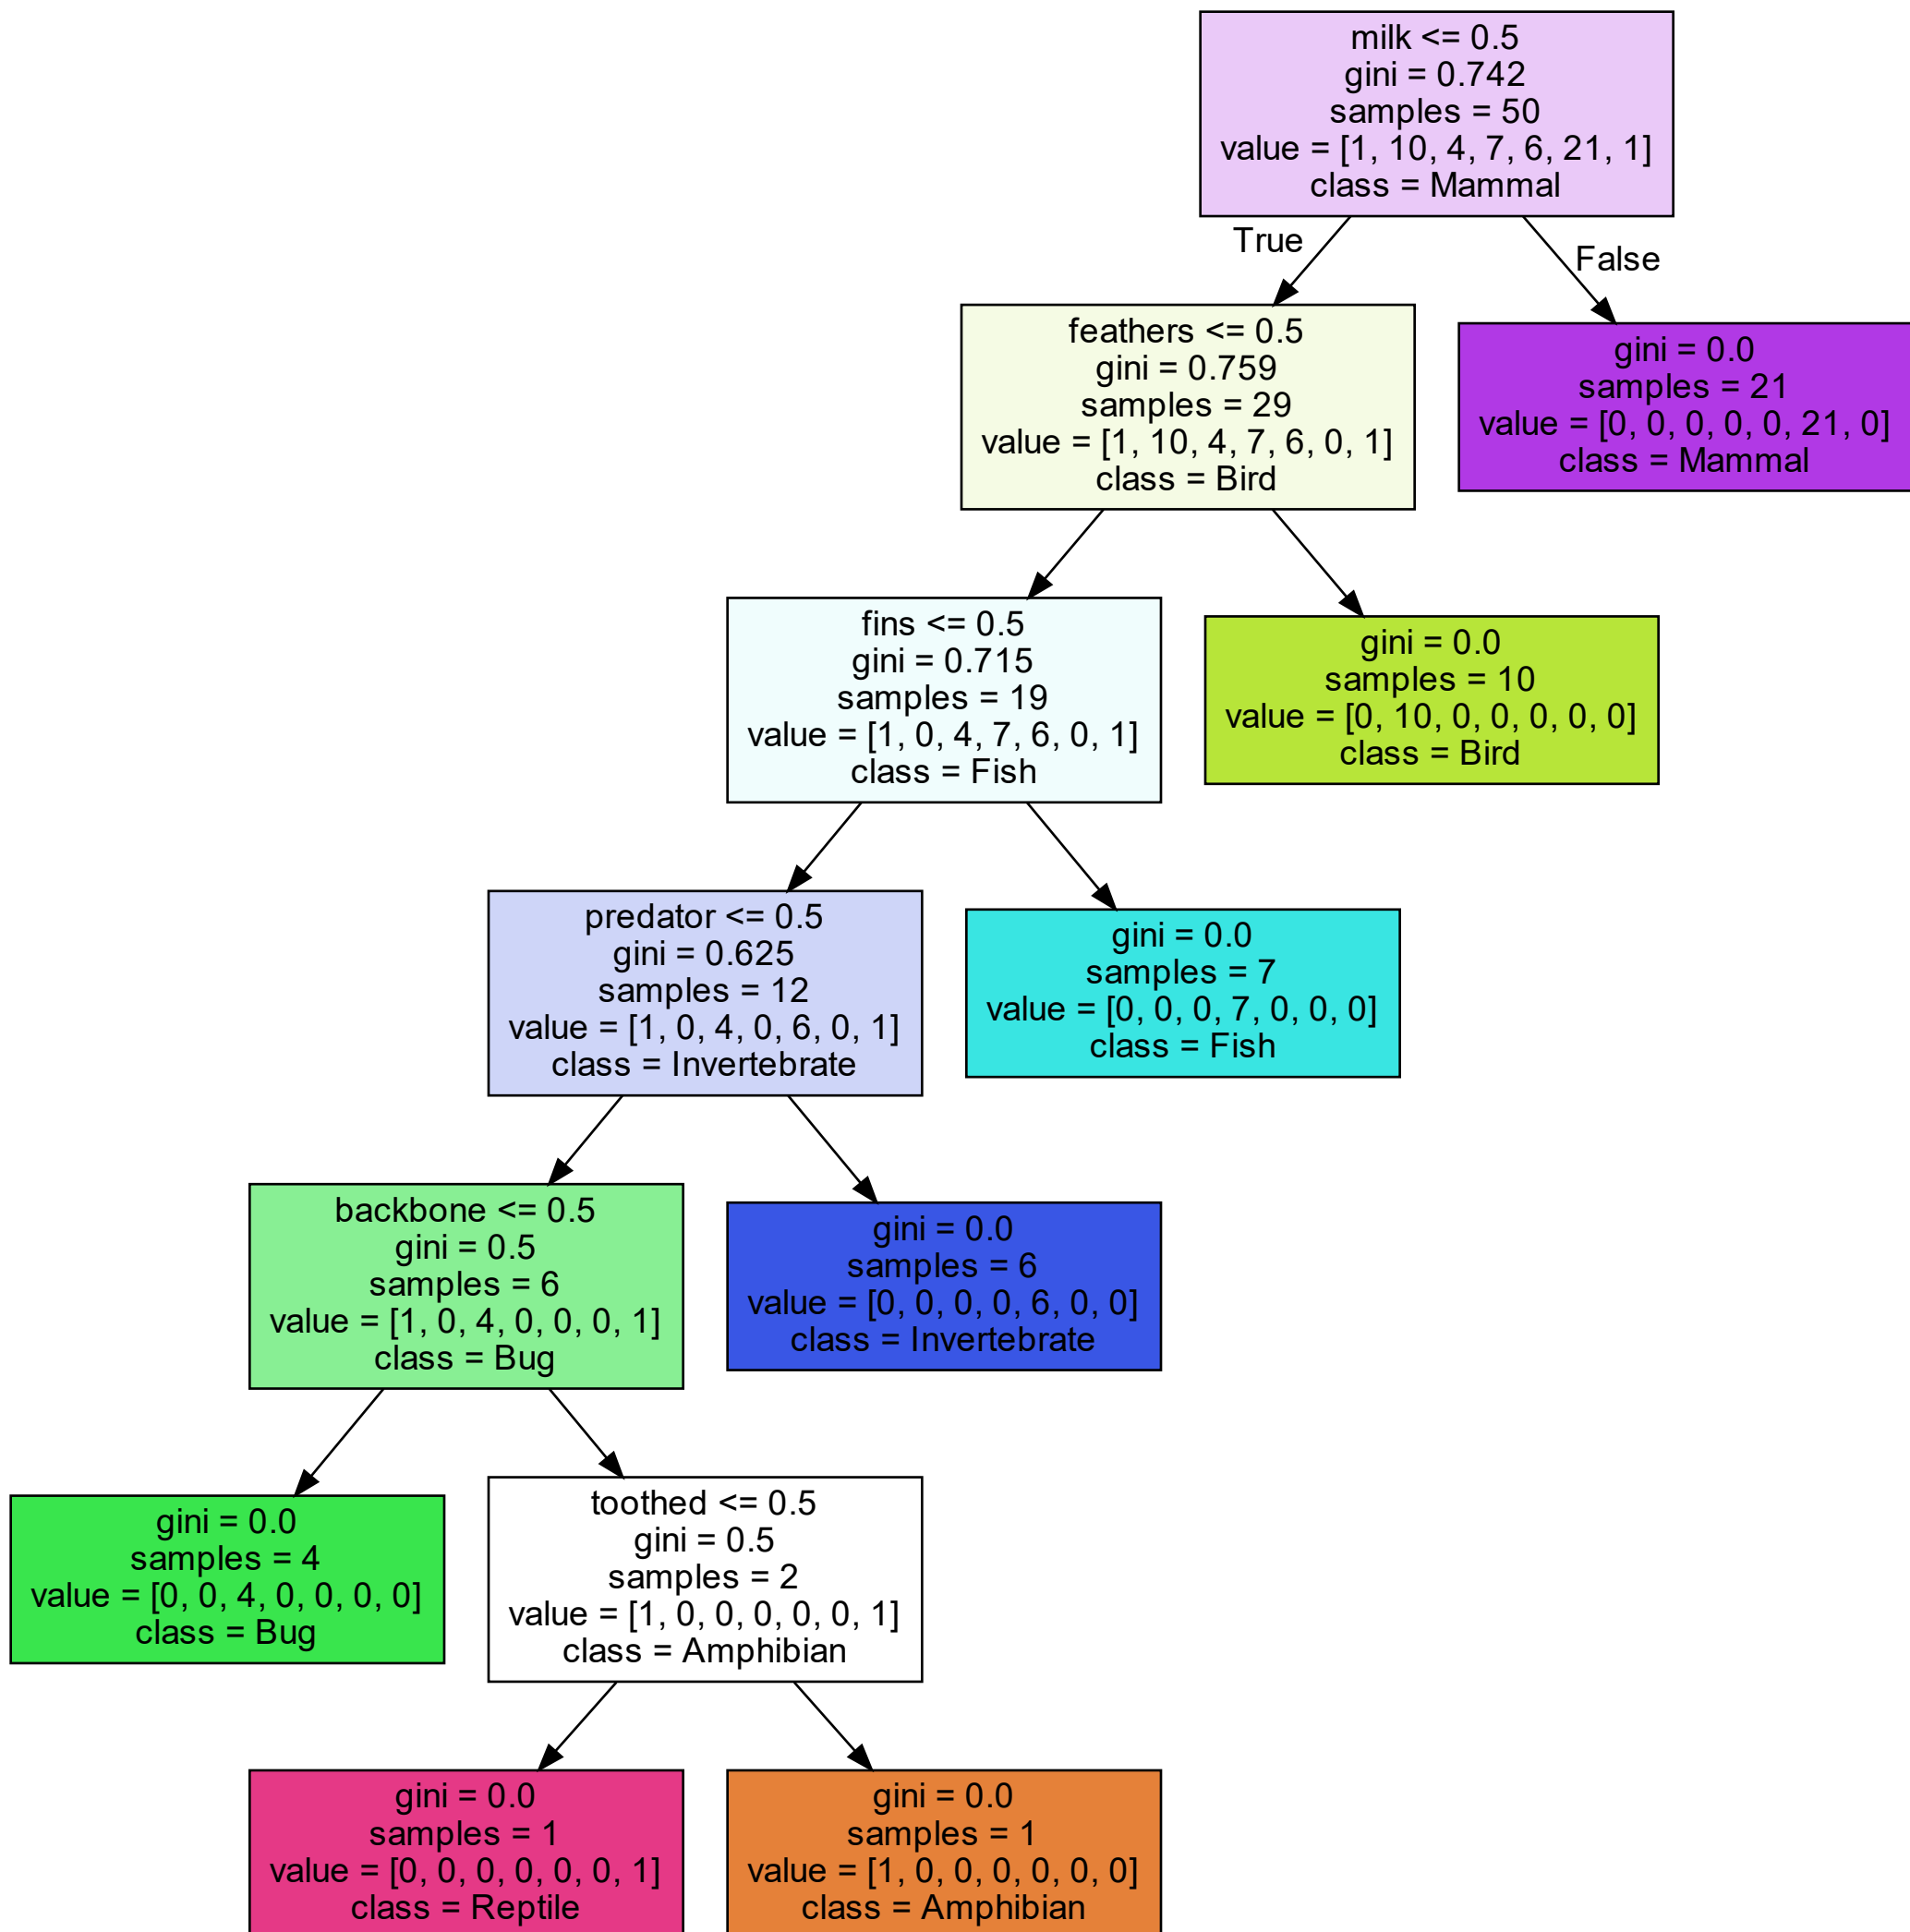 milk <= 0.5
gini = 0.742
samples = 50
value = [1, 10, 4, 7, 6, 21, 1]
class = Mammal
True
False
feathers <= 0.5
gini = 0.759
samples = 29
value = [1, 10, 4, 7, 6, 0, 1]
class = Bird
gini = 0.0
samples = 21
value = [0, 0, 0, 0, 0, 21, 0]
class = Mammal
fins <= 0.5
gini = 0.715
samples = 19
value = [1, 0, 4, 7, 6, 0, 1]
class = Fish
gini = 0.0
samples = 10
value = [0, 10, 0, 0, 0, 0, 0]
class = Bird
predator <= 0.5
gini = 0.625
samples = 12
value = [1, 0, 4, 0, 6, 0, 1]
class = Invertebrate
gini = 0.0
samples = 7
value = [0, 0, 0, 7, 0, 0, 0]
class = Fish
backbone <= 0.5
gini = 0.5
samples = 6
value = [1, 0, 4, 0, 0, 0, 1]
class = Bug
gini = 0.0
samples = 6
value = [0, 0, 0, 0, 6, 0, 0]
class = Invertebrate
gini = 0.0
samples = 4
value = [0, 0, 4, 0, 0, 0, 0]
class = Bug
toothed <= 0.5
gini = 0.5
samples = 2
value = [1, 0, 0, 0, 0, 0, 1]
class = Amphibian
gini = 0.0
samples = 1
value = [0, 0, 0, 0, 0, 0, 1]
class = Reptile
gini = 0.0
samples = 1
value = [1, 0, 0, 0, 0, 0, 0]
class = Amphibian